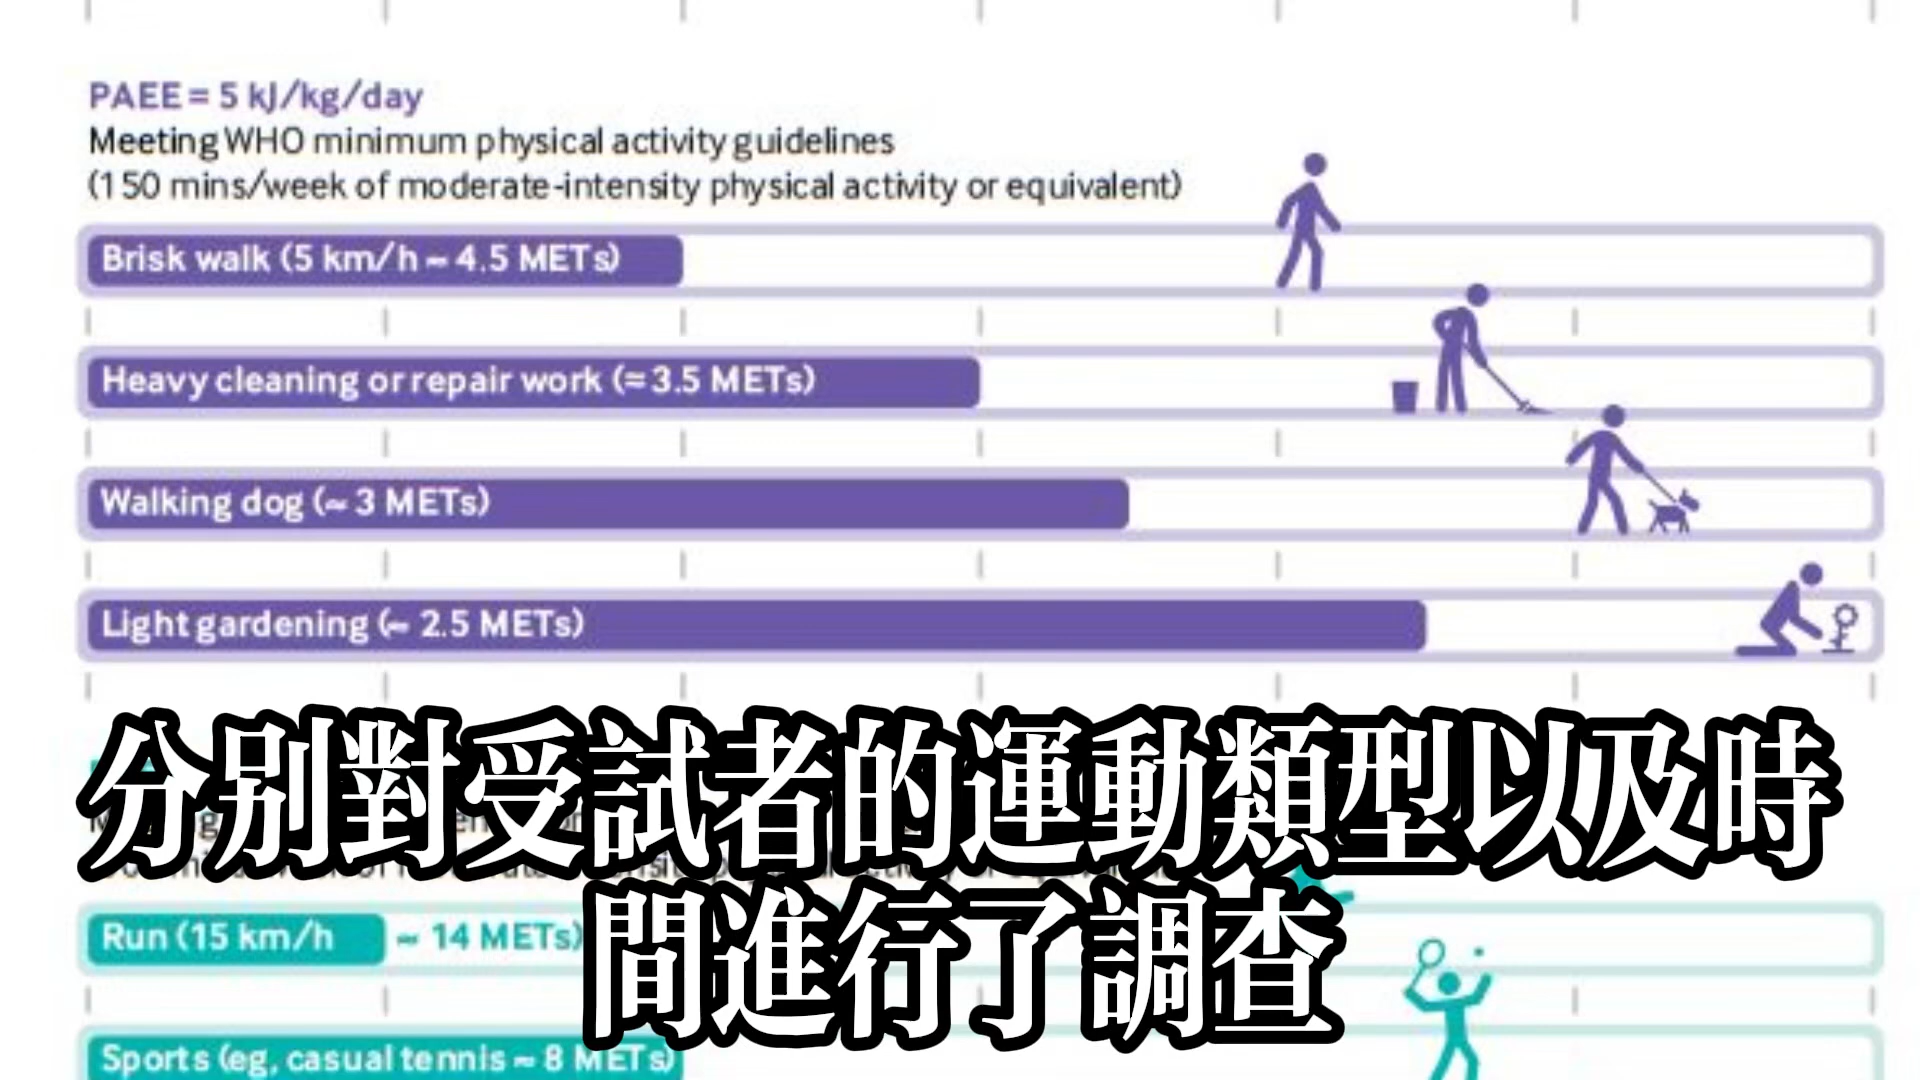 PAEE = 5 kJ/kg/day
Meeting WHO minimum physical activity guidelines
(150 mins/week of moderate-intensity physical activity or equivalent)
Brisk walk (5 km/h ~ 4.5 METs)
Heavy cleaning or repair work (≈ 3.5 METs)
Walking dog (~ 3 METs)
Light gardening (~ 2.5 METs)
分别對受試者的運動類型以及時
間進行了調查
Run (15 km/h ~ 14 METs)
Sports (eg, casual tennis ~ 8 METs)